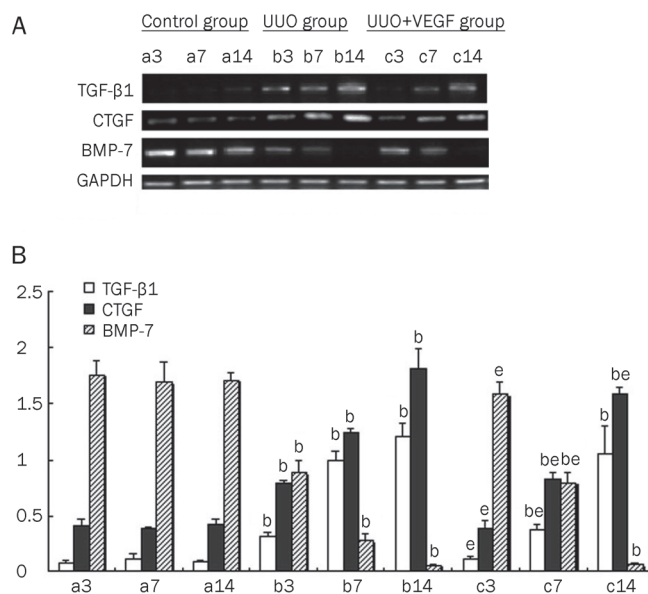 A
Control group UUO group UUO+VEGF group
a3 a7 a14 b3 b7 b14 c3 c7 c14
TGF-β1
CTGF
BMP-7
GAPDH
B
2.5
2
1.5
1
0.5
0
TGF-β1
CTGF
BMP-7
b b b
b b b
b b b
e e e
be be be
b be b
a3 a7 a14 b3 b7 b14 c3 c7 c14